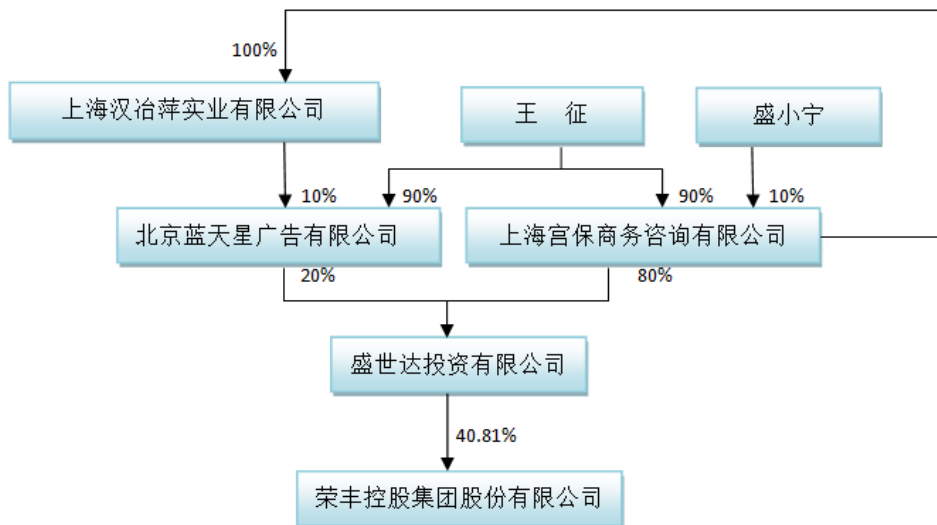 100%
上海汉冶萍实业有限公司
王 征
盛小宁
10%
90%
90%
10%
北京蓝天星广告有限公司
上海宫保商务咨询有限公司
20%
80%
盛世达投资有限公司
40.81%
荣丰控股集团股份有限公司